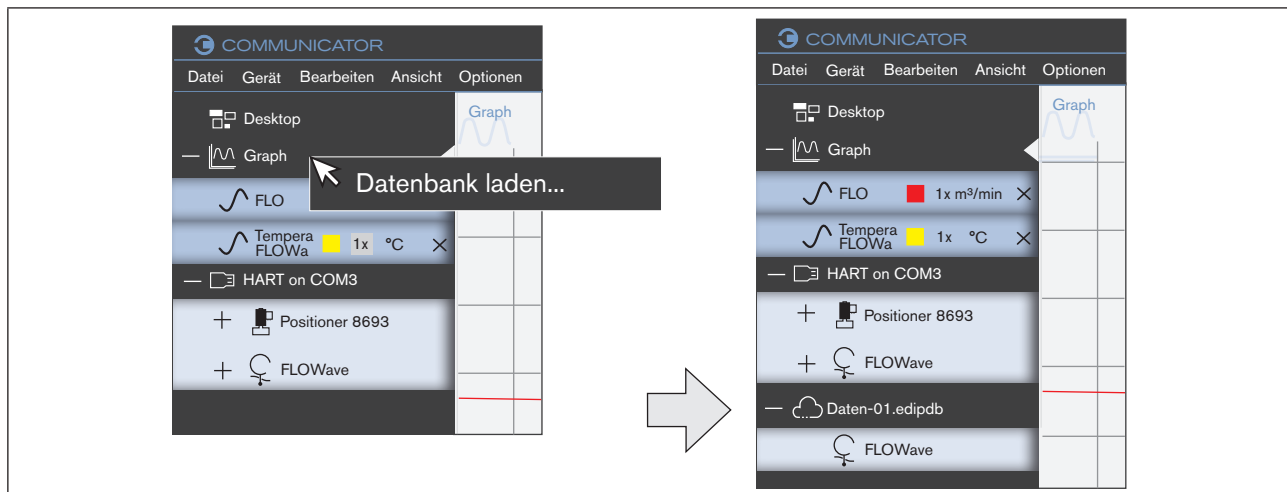 COMMUNICATOR
Datei Gerät Bearbeiten Ansicht Optionen
Desktop
Graph
Graph
Datenbank laden...
FLO
Tempera
FLOWa
1x °C
HART on COM3
Positioner 8693
FLOWave
COMMUNICATOR
Datei Gerät Bearbeiten Ansicht Optionen
Desktop
Graph
Graph
FLO 1x m³/min
Tempera
FLOWa
1x °C
HART on COM3
Positioner 8693
FLOWave
Daten-01.edipdb
FLOWave